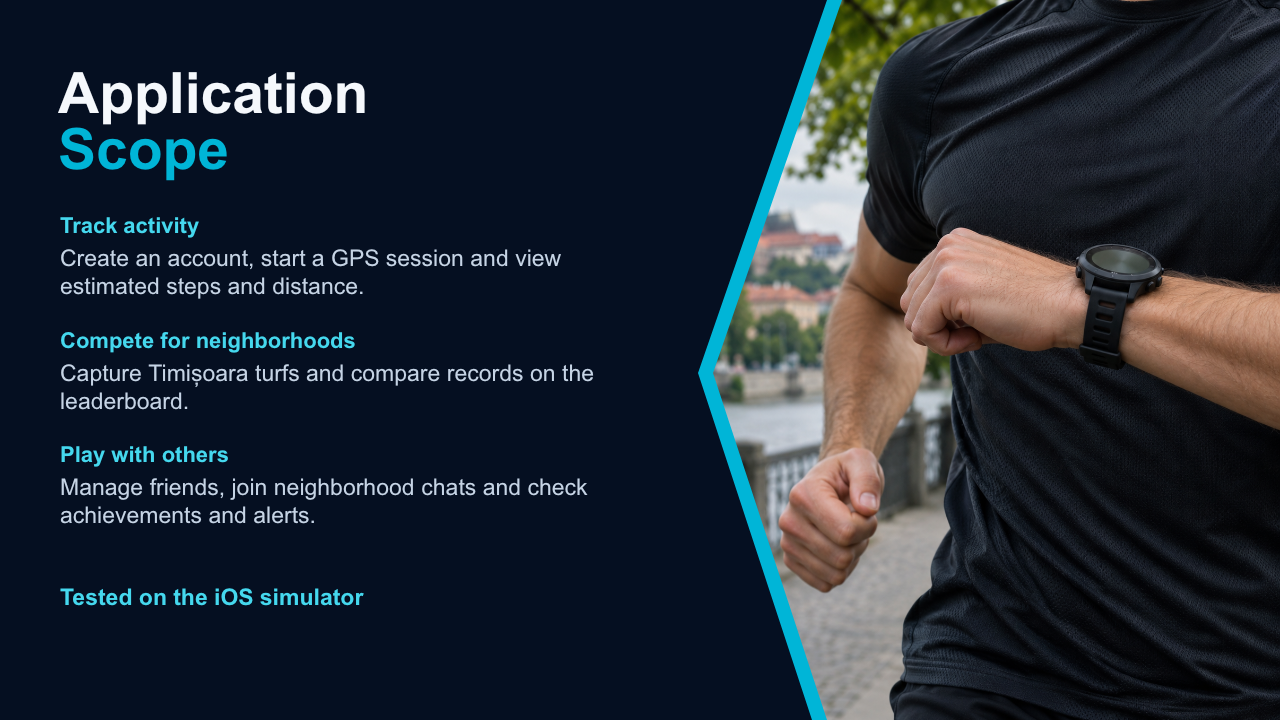 Application
Scope
Track activity
Create an account, start a GPS session and view
estimated steps and distance.
Compete for neighborhoods
Capture Timișoara turfs and compare records on the
leaderboard.
Play with others
Manage friends, join neighborhood chats and check
achievements and alerts.
Tested on the iOS simulator